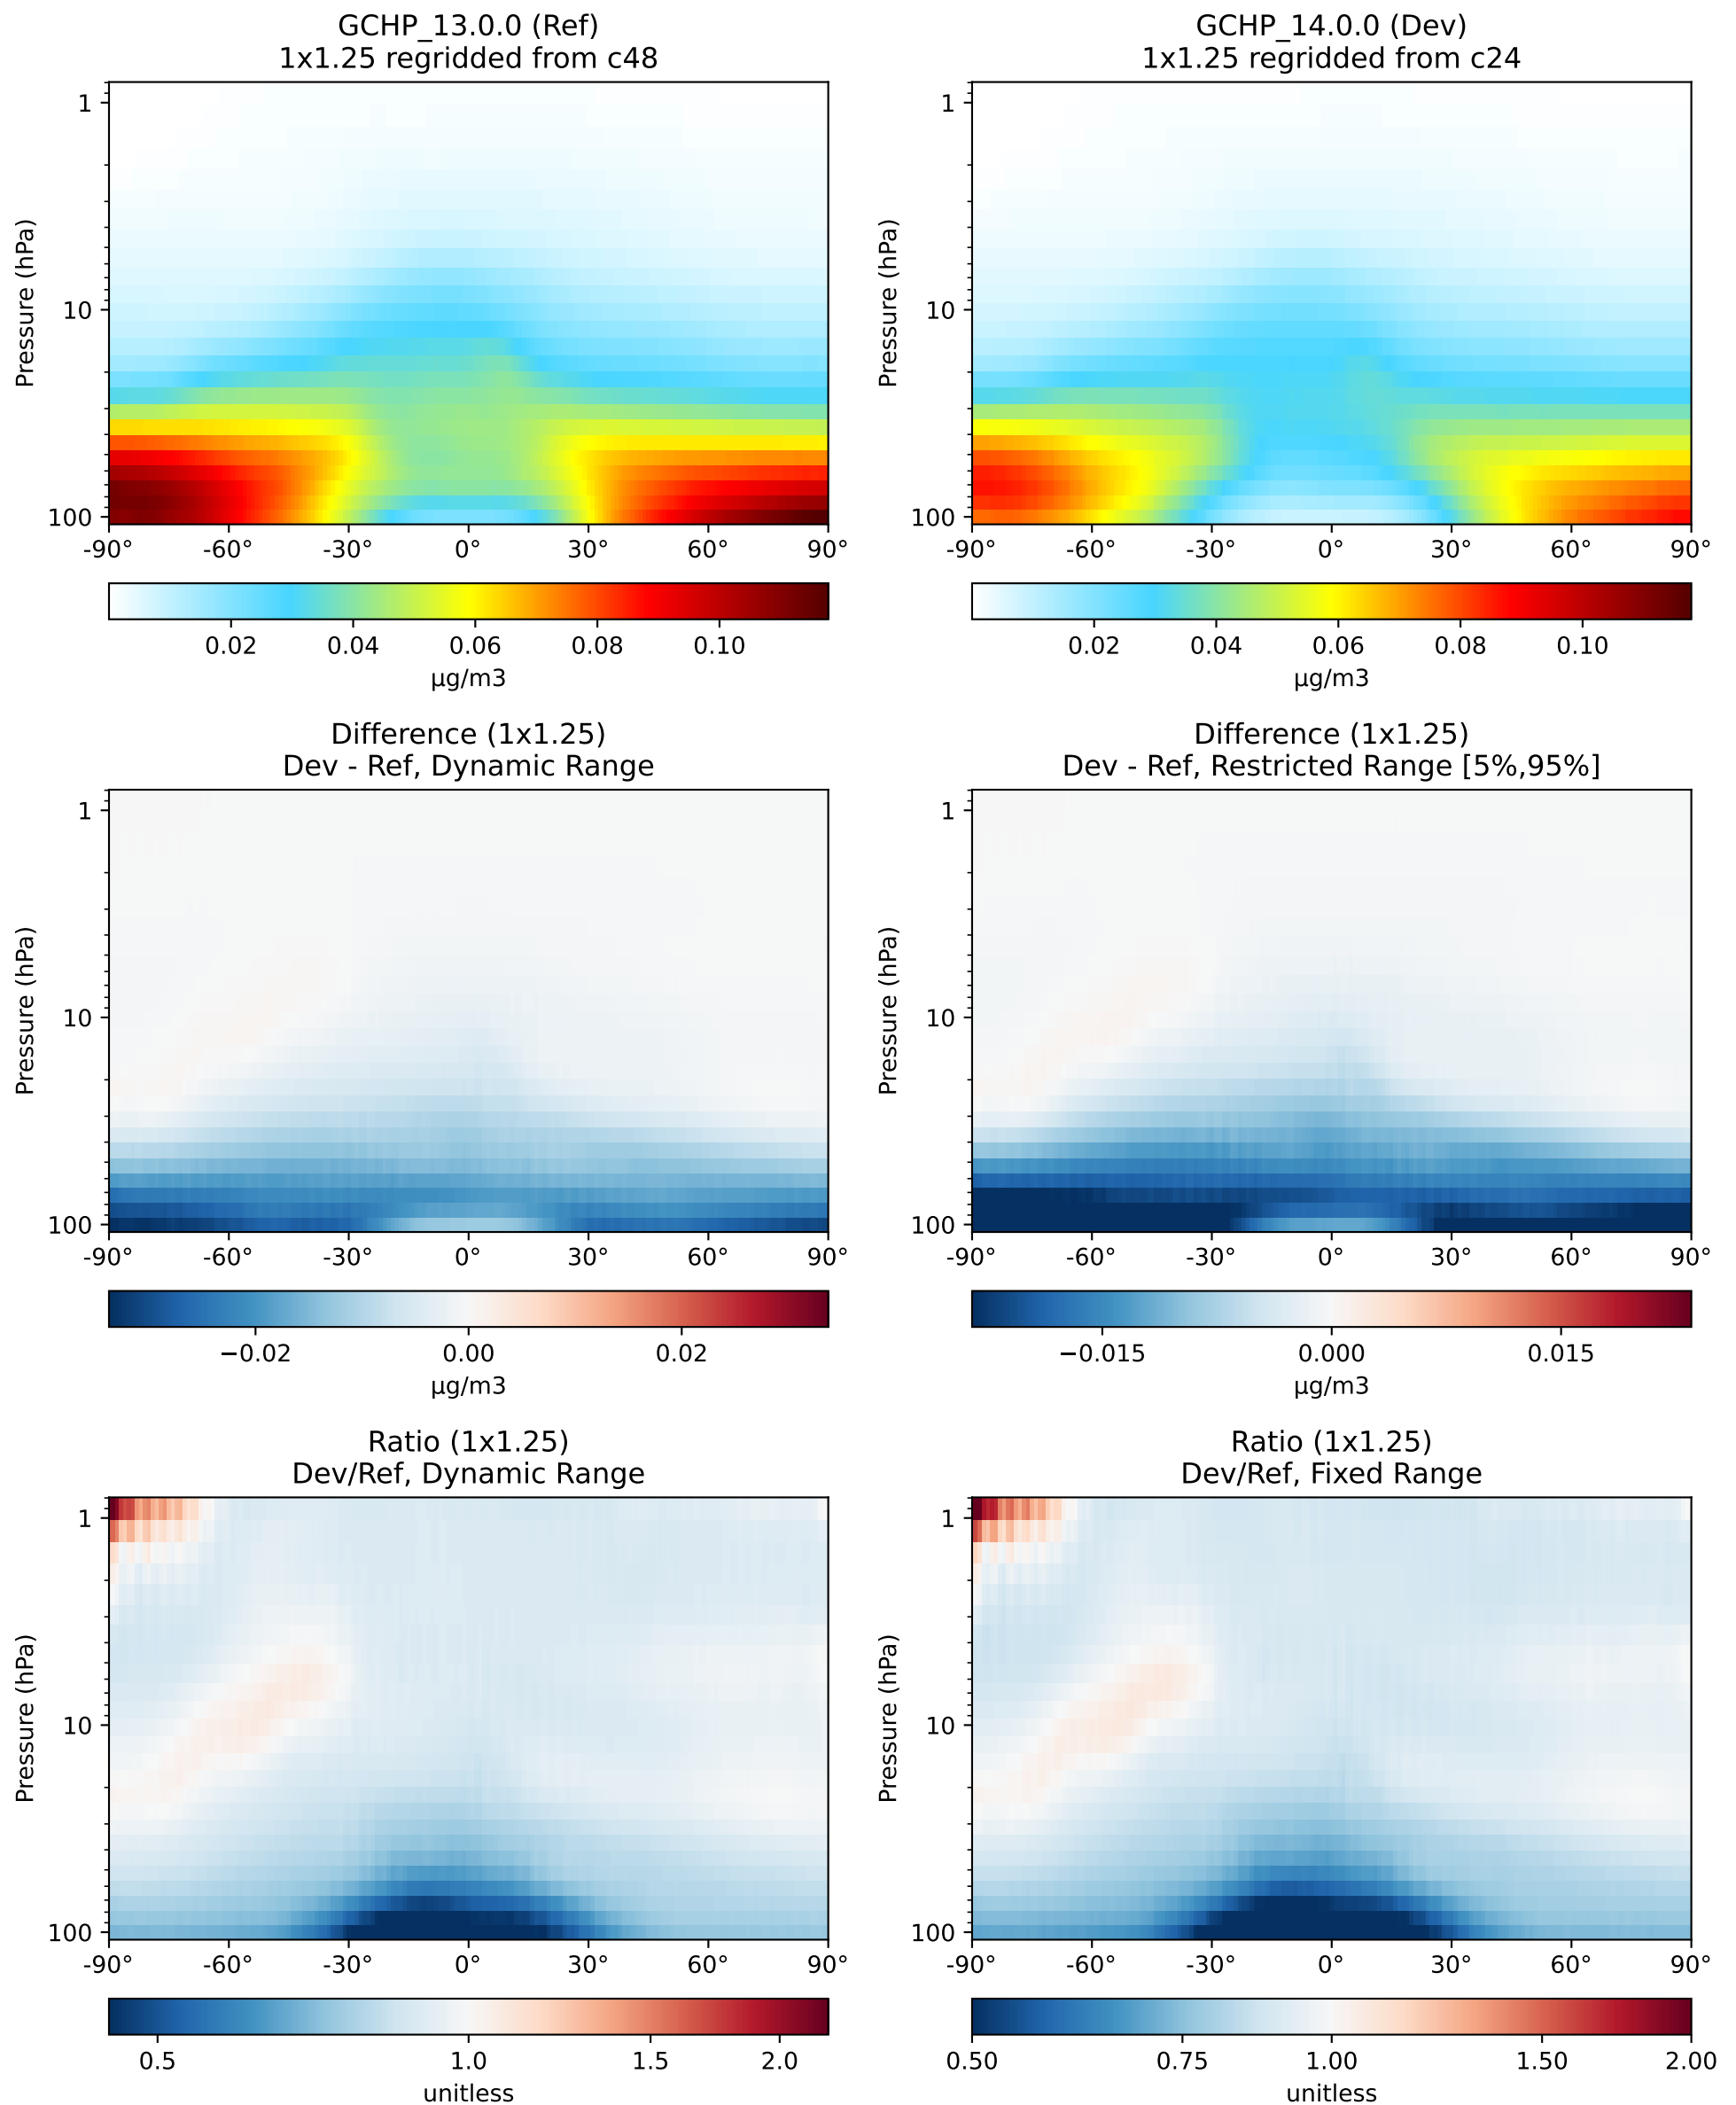 GCHP_13.0.0 (Ref)
1x1.25 regridded from c48
GCHP_14.0.0 (Dev)
1x1.25 regridded from c24
Pressure (hPa)
1
10
100
-90° -60° -30° 0° 30° 60° 90°
0.02 0.04 0.06 0.08 0.10
μg/m3
Pressure (hPa)
1
10
100
-90° -60° -30° 0° 30° 60° 90°
0.02 0.04 0.06 0.08 0.10
μg/m3
Difference (1x1.25)
Dev - Ref, Dynamic Range
Difference (1x1.25)
Dev - Ref, Restricted Range [5%,95%]
Pressure (hPa)
1
10
100
-90° -60° -30° 0° 30° 60° 90°
−0.02 0.00 0.02
μg/m3
Pressure (hPa)
1
10
100
-90° -60° -30° 0° 30° 60° 90°
−0.015 0.000 0.015
μg/m3
Ratio (1x1.25)
Dev/Ref, Dynamic Range
Ratio (1x1.25)
Dev/Ref, Fixed Range
Pressure (hPa)
1
10
100
-90° -60° -30° 0° 30° 60° 90°
0.5 1.0 1.5 2.0
unitless
Pressure (hPa)
1
10
100
-90° -60° -30° 0° 30° 60° 90°
0.50 0.75 1.00 1.50 2.00
unitless